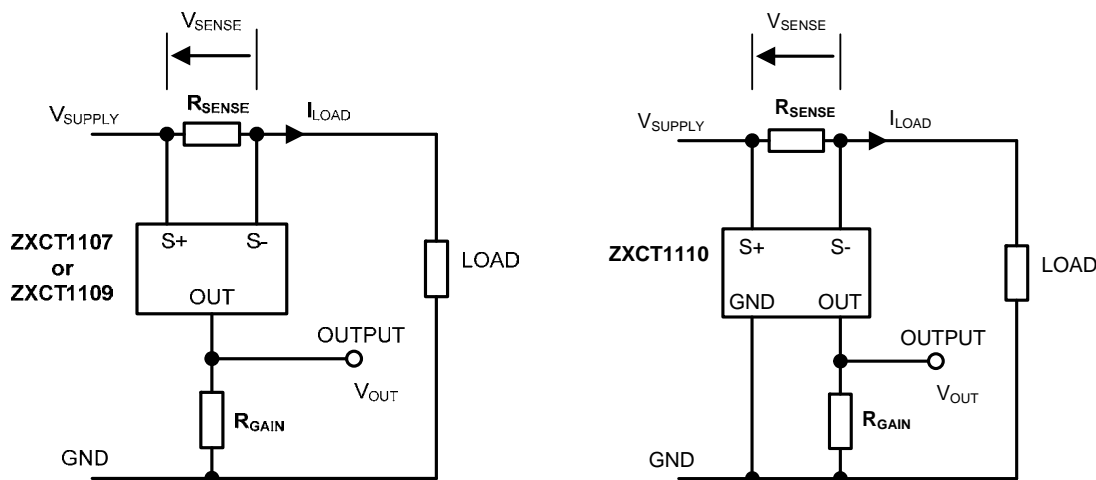 VSENSE
RSENSE
VSUPPLY
ILOAD
ZXCT1107
or
ZXCT1109
S+ S-
OUT
LOAD
OUTPUT
VOUT
RGAIN
GND
VSENSE
RSENSE
VSUPPLY
ILOAD
ZXCT1110
S+ S-
GND OUT
LOAD
OUTPUT
VOUT
RGAIN
GND